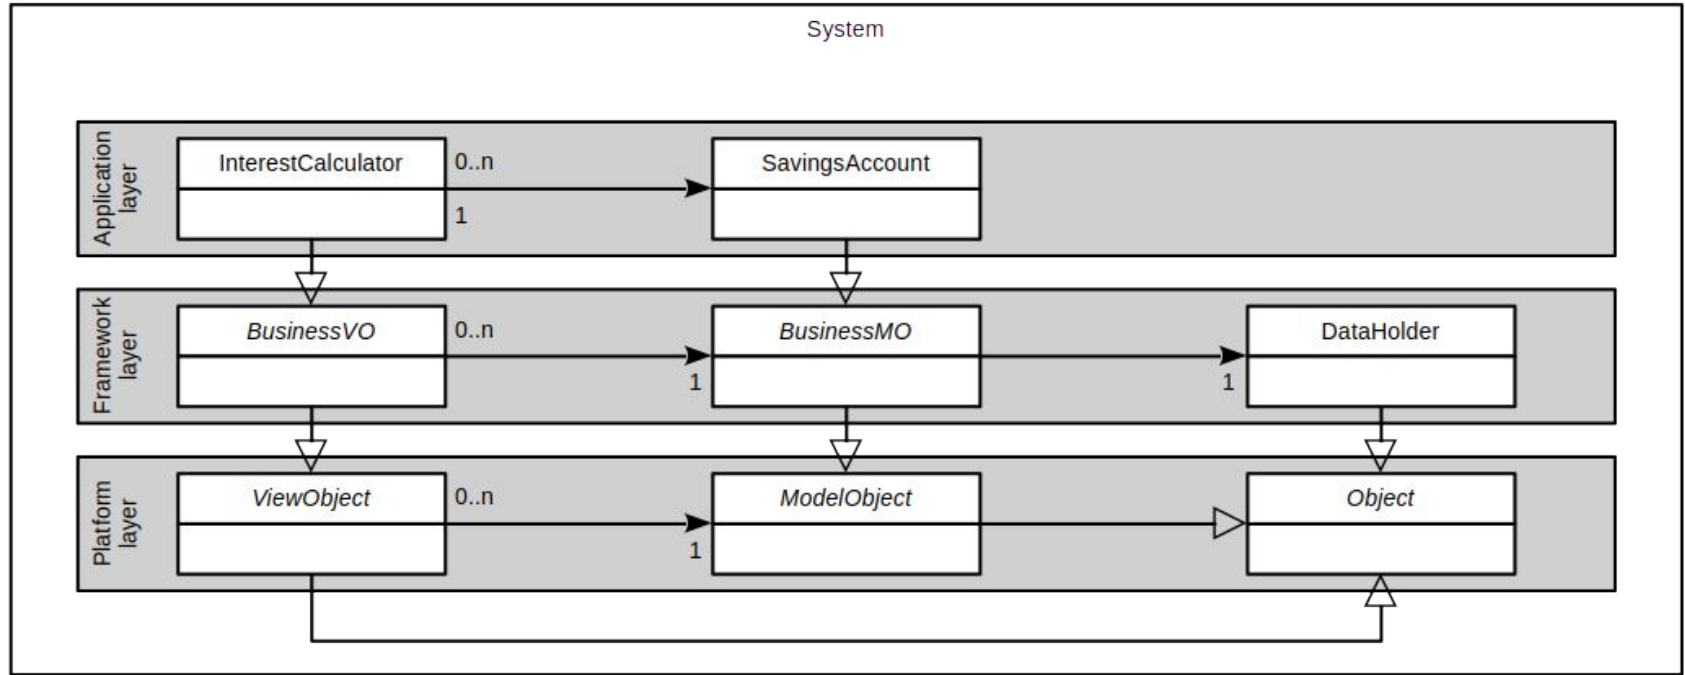 System
Application
layer
InterestCalculator
0..n
1
SavingsAccount
Framework
layer
BusinessVO
0..n
1
BusinessMO
1
DataHolder
Platform
layer
ViewObject
0..n
1
ModelObject
Object